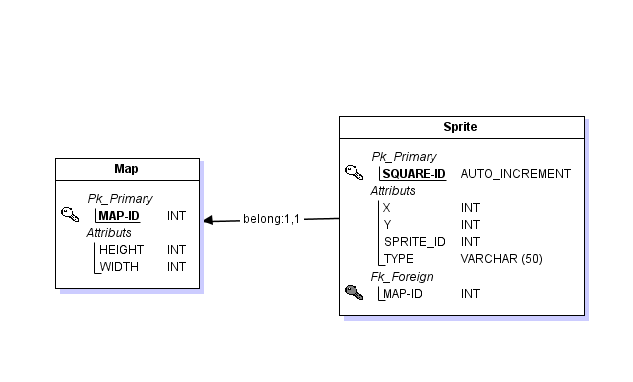 Map
Pk_Primary
MAP-ID INT
Attributs
HEIGHT INT
WIDTH INT
belong:1,1
Sprite
Pk_Primary
SQUARE-ID AUTO_INCREMENT
Attributs
X INT
Y INT
SPRITE_ID INT
TYPE VARCHAR (50)
Fk_Foreign
MAP-ID INT